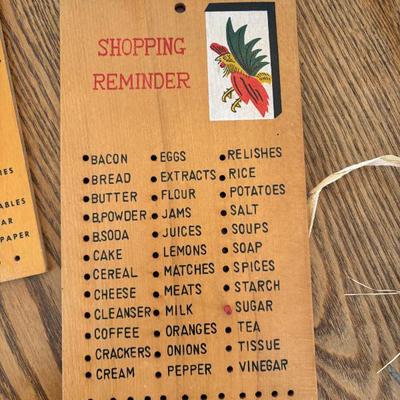 SHOPPING
REMINDER
BACON
BREAD
BUTTER
B.POWDER
B.SODA
CAKE
CEREAL
CHEESE
CLEANSER
COFFEE
CRACKERS
CREAM
EGGS
EXTRACTS
FLOUR
JAMS
JUICES
LEMONS
MATCHES
MEATS
MILK
ORANGES
ONIONS
PEPPER
RELISHES
RICE
POTATOES
SALT
SOUPS
SOAP
SPICES
STARCH
SUGAR
TEA
TISSUE
VINEGAR